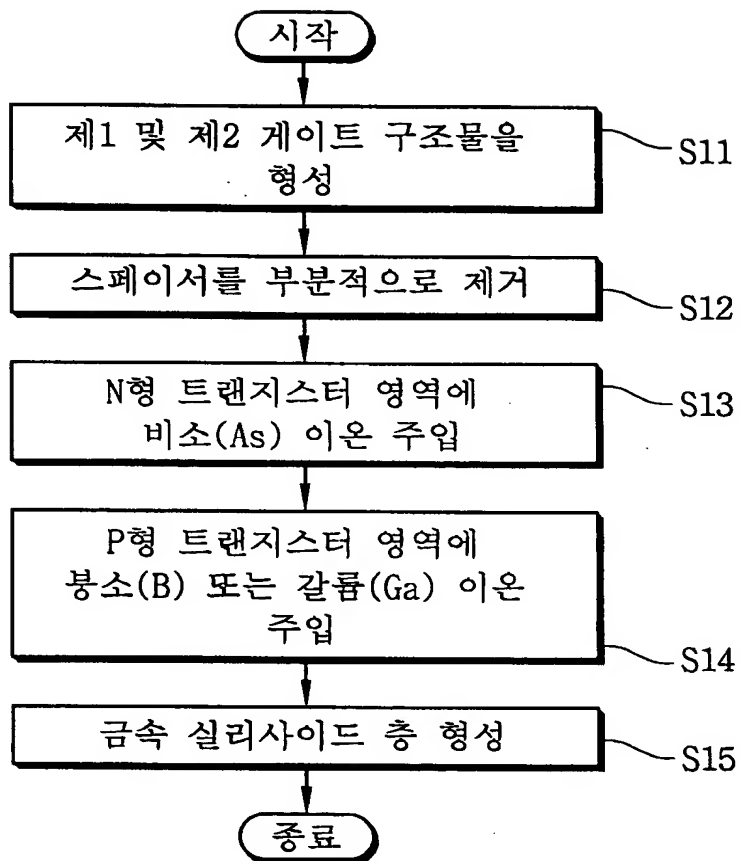 시작
제1 및 제2 게이트 구조물을
형성
S11
스페이서를 부분적으로 제거
S12
N형 트랜지스터 영역에
비소(As) 이온 주입
S13
P형 트랜지스터 영역에
붕소(B) 또는 갈륨(Ga) 이온
주입
S14
금속 실리사이드 층 형성
S15
종료